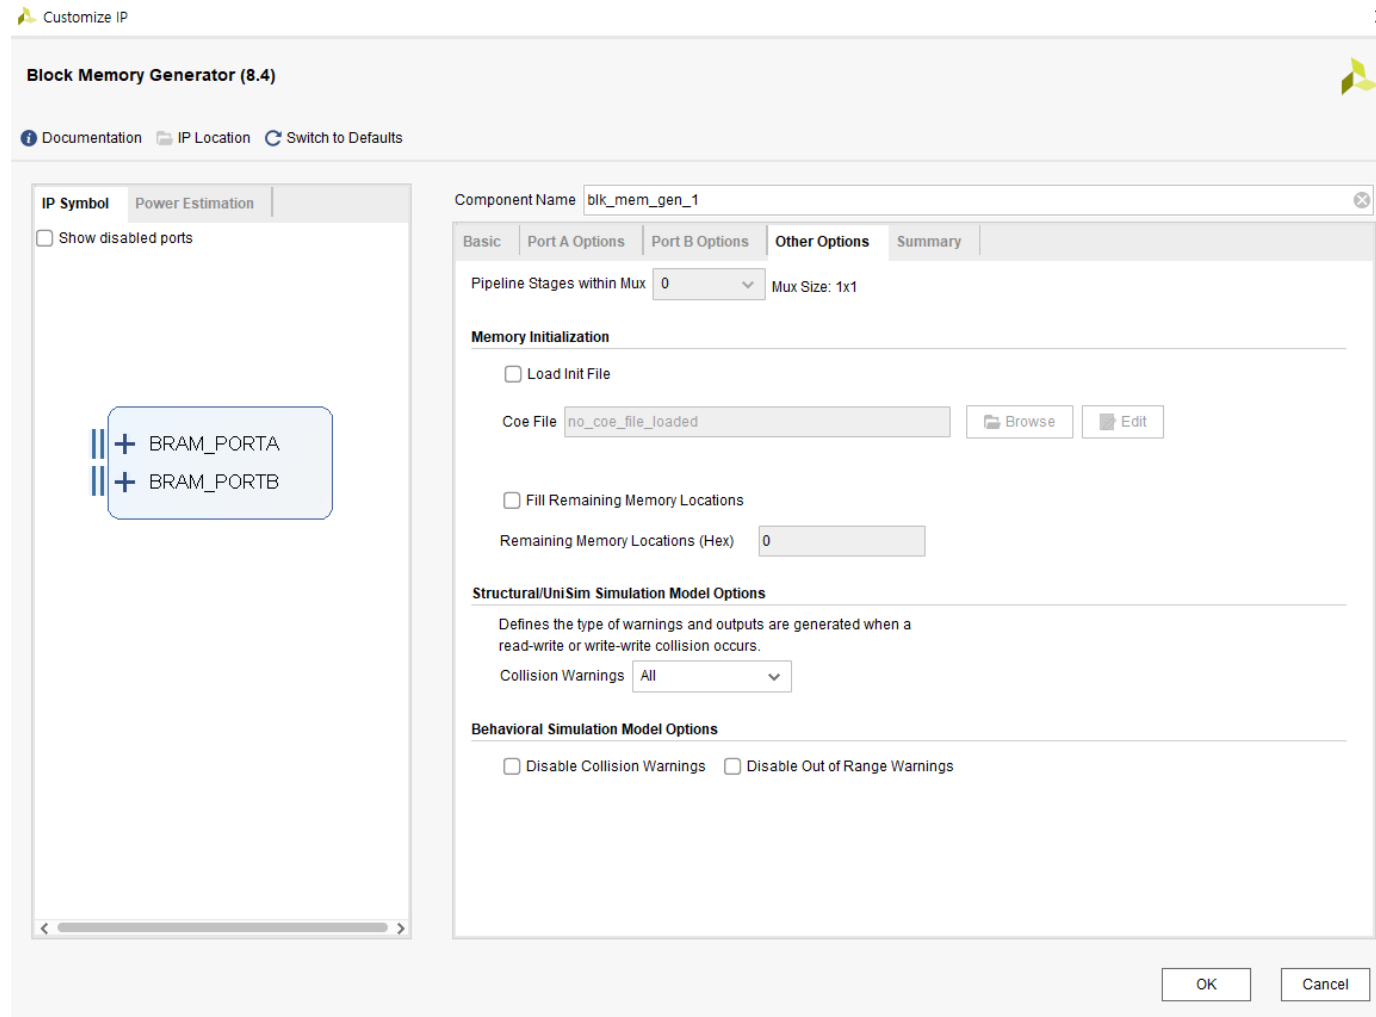 Customize IP
Block Memory Generator (8.4)
Documentation IP Location Switch to Defaults
IP Symbol Power Estimation
Show disabled ports
BRAM_PORTA
BRAM_PORTB
Component Name blk_mem_gen_1
Basic Port A Options Port B Options Other Options Summary
Pipeline Stages within Mux 0 Mux Size: 1x1
Memory Initialization
Load Init File
Coe File no_coe_file_loaded Browse Edit
Fill Remaining Memory Locations
Remaining Memory Locations (Hex) 0
Structural/UniSim Simulation Model Options
Defines the type of warnings and outputs are generated when a
read-write or write-write collision occurs.
Collision Warnings All
Behavioral Simulation Model Options
Disable Collision Warnings Disable Out of Range Warnings
OK Cancel